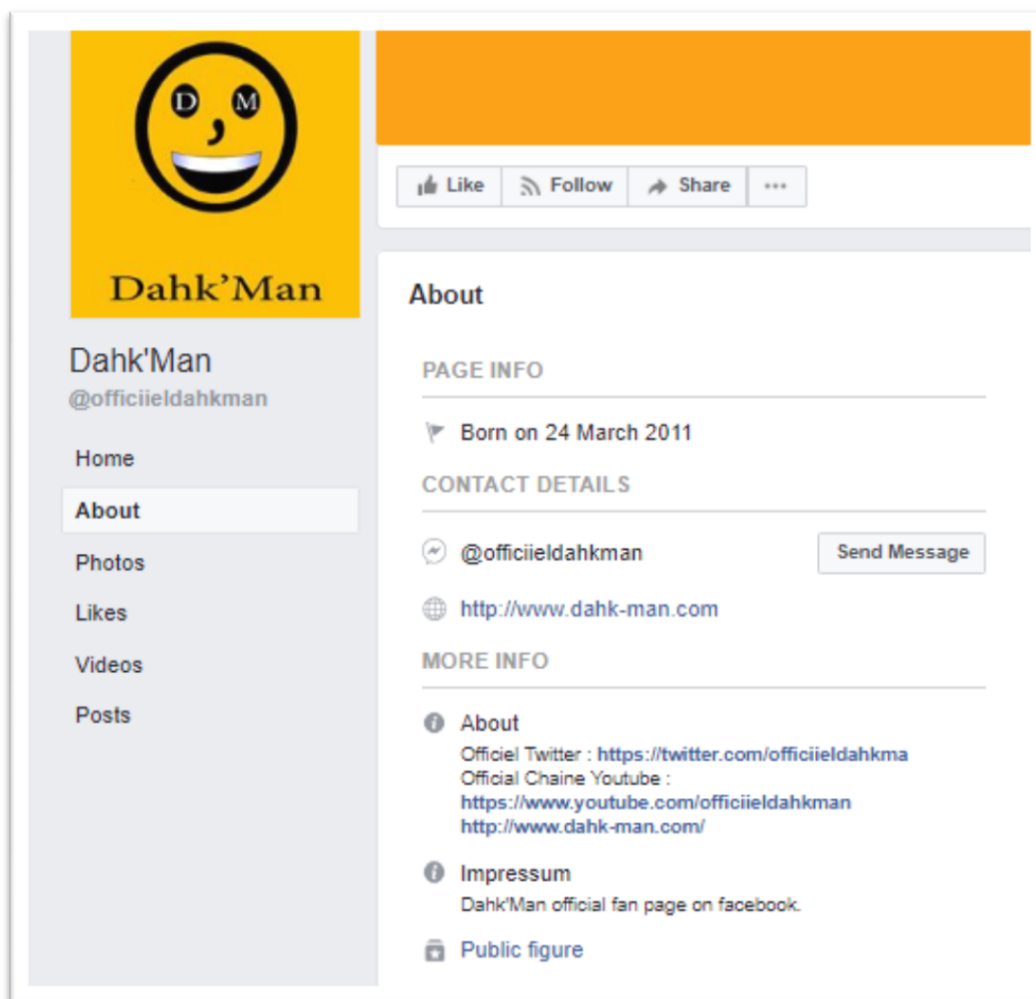 D M
Dahk’Man
Dahk'Man
@officiieldahkman
Home
About
Photos
Likes
Videos
Posts
Like Follow Share ...
About
PAGE INFO
Born on 24 March 2011
CONTACT DETAILS
@officiieldahkman Send Message
http://www.dahk-man.com
MORE INFO
About
Officiel Twitter : https://twitter.com/officiieldahkma
Official Chaine Youtube :
https://www.youtube.com/officiieldahkman
http://www.dahk-man.com/
Impressum
Dahk'Man official fan page on facebook.
Public figure